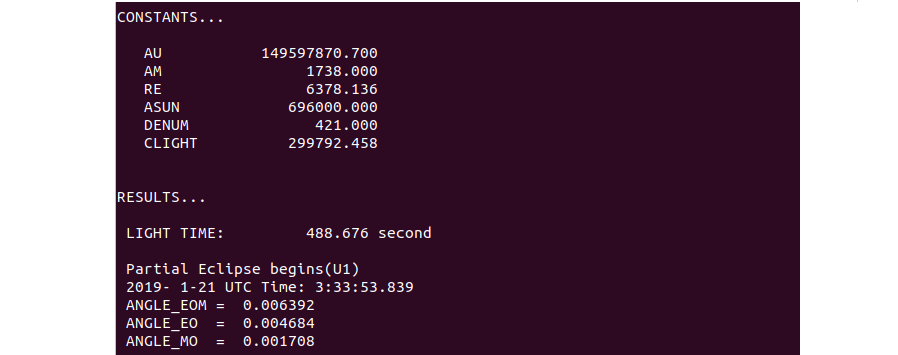 CONSTANTS...
AU 149597870.700
AM 1738.000
RE 6378.136
ASUN 696000.000
DENUM 421.000
CLIGHT 299792.458
RESULTS...
LIGHT TIME: 488.676 second
Partial Eclipse begins(U1)
2019- 1-21 UTC Time: 3:33:53.839
ANGLE_EOM = 0.006392
ANGLE_EO = 0.004684
ANGLE_MO = 0.001708